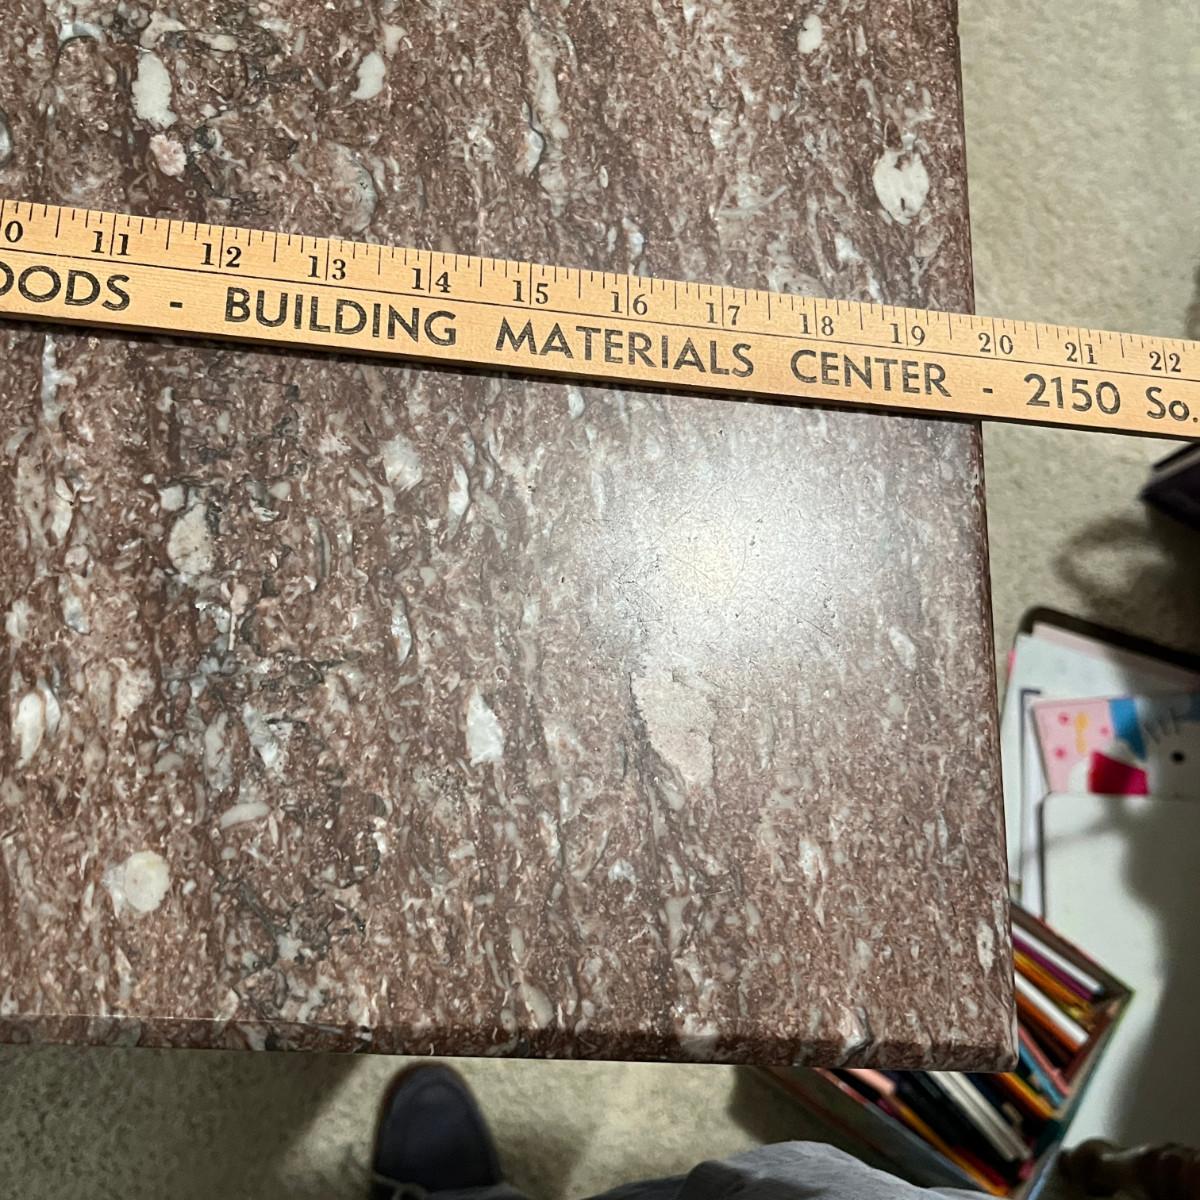 0 11 12 13 14 15 16 17 18 19 20 21 22
OODS - BUILDING MATERIALS CENTER - 2150 So.